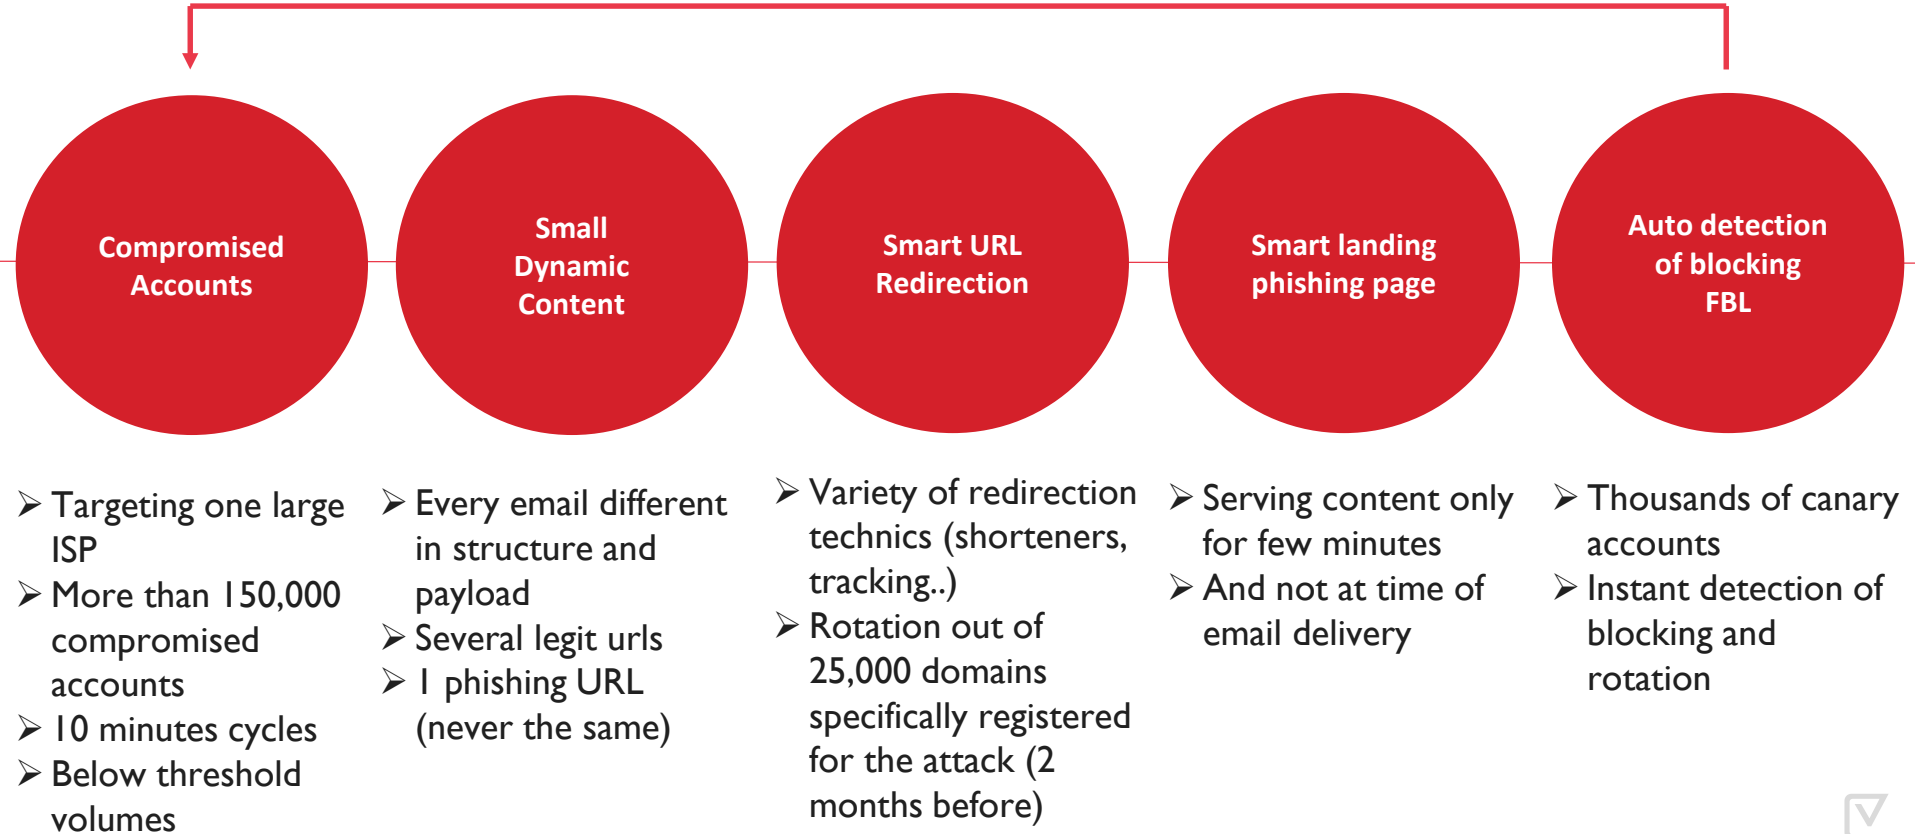 Compromised
Accounts
Small
Dynamic
Content
Smart URL
Redirection
Smart landing
phishing page
Auto detection
of blocking
FBL
➢ Targeting one large
ISP
➢ More than 150,000
compromised
accounts
➢ 10 minutes cycles
➢ Below threshold
volumes
➢ Every email different
in structure and
payload
➢ Several legit urls
➢ 1 phishing URL
(never the same)
➢ Variety of redirection
technics (shorteners,
tracking..)
➢ Rotation out of
25,000 domains
specifically registered
for the attack (2
months before)
➢ Serving content only
for few minutes
➢ And not at time of
email delivery
➢ Thousands of canary
accounts
➢ Instant detection of
blocking and
rotation